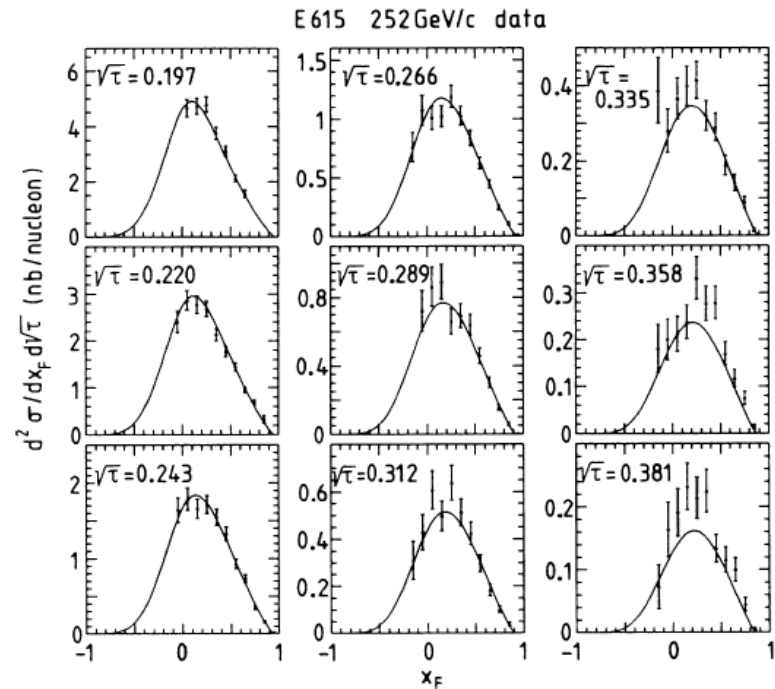 E615 252GeV/c data
d² σ/dx_F d√τ (nb/nucleon)
6
4
2
0
√τ = 0.197
1.5
1
0.5
0
√τ = 0.266
0.4
0.2
0
√τ =
0.335
3
2
1
0
√τ = 0.220
0.8
0.4
0
√τ = 0.289
0.3
0.2
0.1
0
√τ = 0.358
2
1
0
√τ = 0.243
0.6
0.4
0.2
0
√τ = 0.312
0.2
0.1
0
√τ = 0.381
-1 0 1 -1 0 1 -1 0 1
x_F